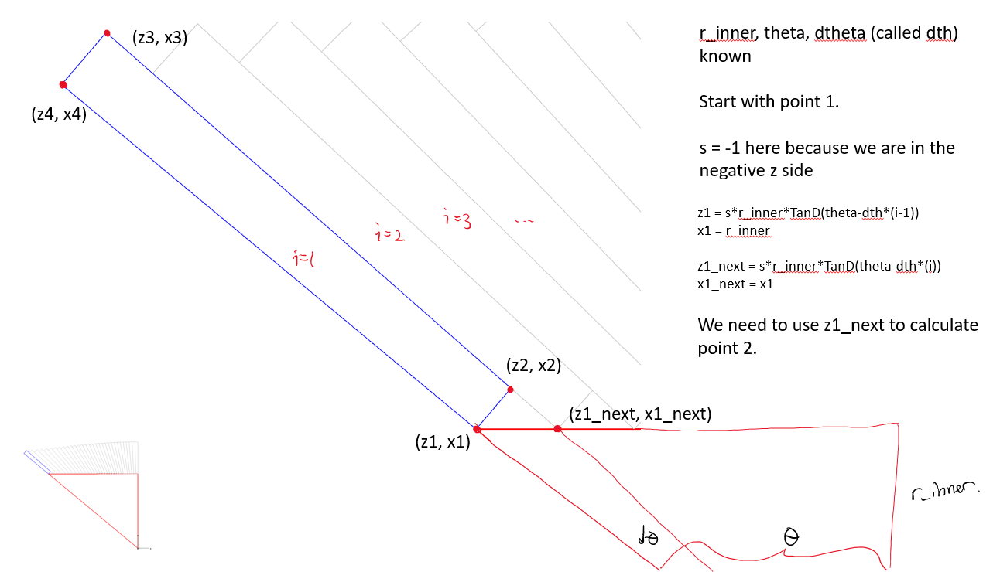 (z3, x3)
(z4, x4)
i=1
i=2
i=3
...
(z2, x2)
(z1_next, x1_next)
(z1, x1)
r_inner.
dθ
θ
r_inner, theta, dtheta (called dth)
known
Start with point 1.
s = -1 here because we are in the
negative z side
z1 = s*r_inner*TanD(theta-dth*(i-1))
x1 = r_inner
z1_next = s*r_inner*TanD(theta-dth*(i))
x1_next = x1
We need to use z1_next to calculate
point 2.